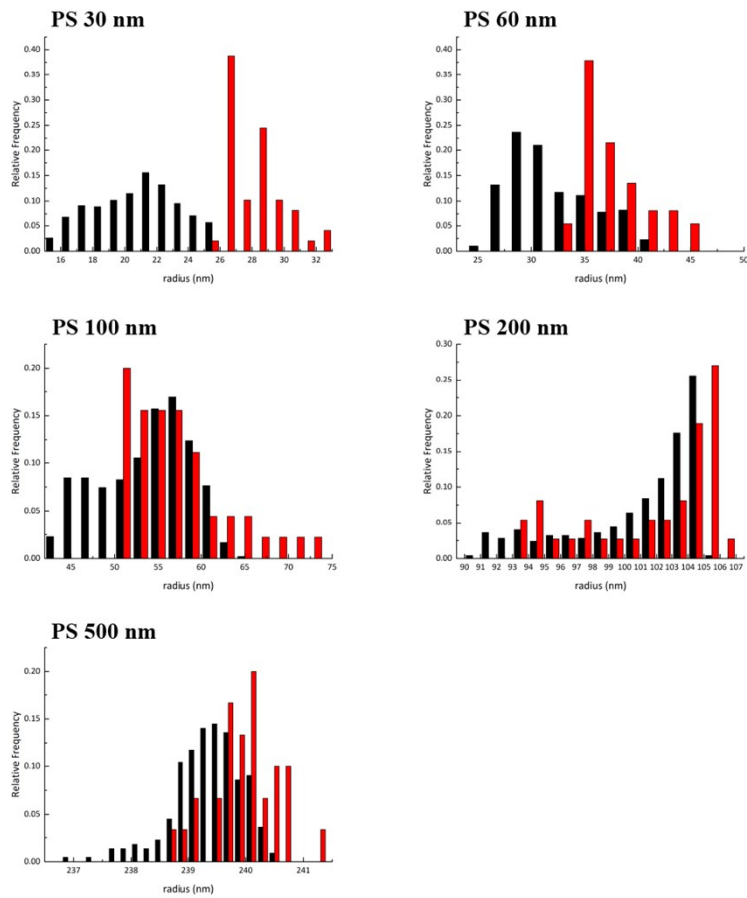 PS 30 nm
Relative Frequency
0.40
0.35
0.30
0.25
0.20
0.15
0.10
0.05
0.00
16 18 20 22 24 26 28 30 32
radius (nm)
PS 60 nm
Relative Frequency
0.40
0.35
0.30
0.25
0.20
0.15
0.10
0.05
0.00
25 30 35 40 45 50
radius (nm)
PS 100 nm
Relative Frequency
0.20
0.15
0.10
0.05
0.00
45 50 55 60 65 70 75
radius (nm)
PS 200 nm
Relative Frequency
0.30
0.25
0.20
0.15
0.10
0.05
0.00
90 91 92 93 94 95 96 97 98 99 100 101 102 103 104 105 106 107
radius (nm)
PS 500 nm
Relative Frequency
0.20
0.15
0.10
0.05
0.00
237 238 239 240 241
radius (nm)